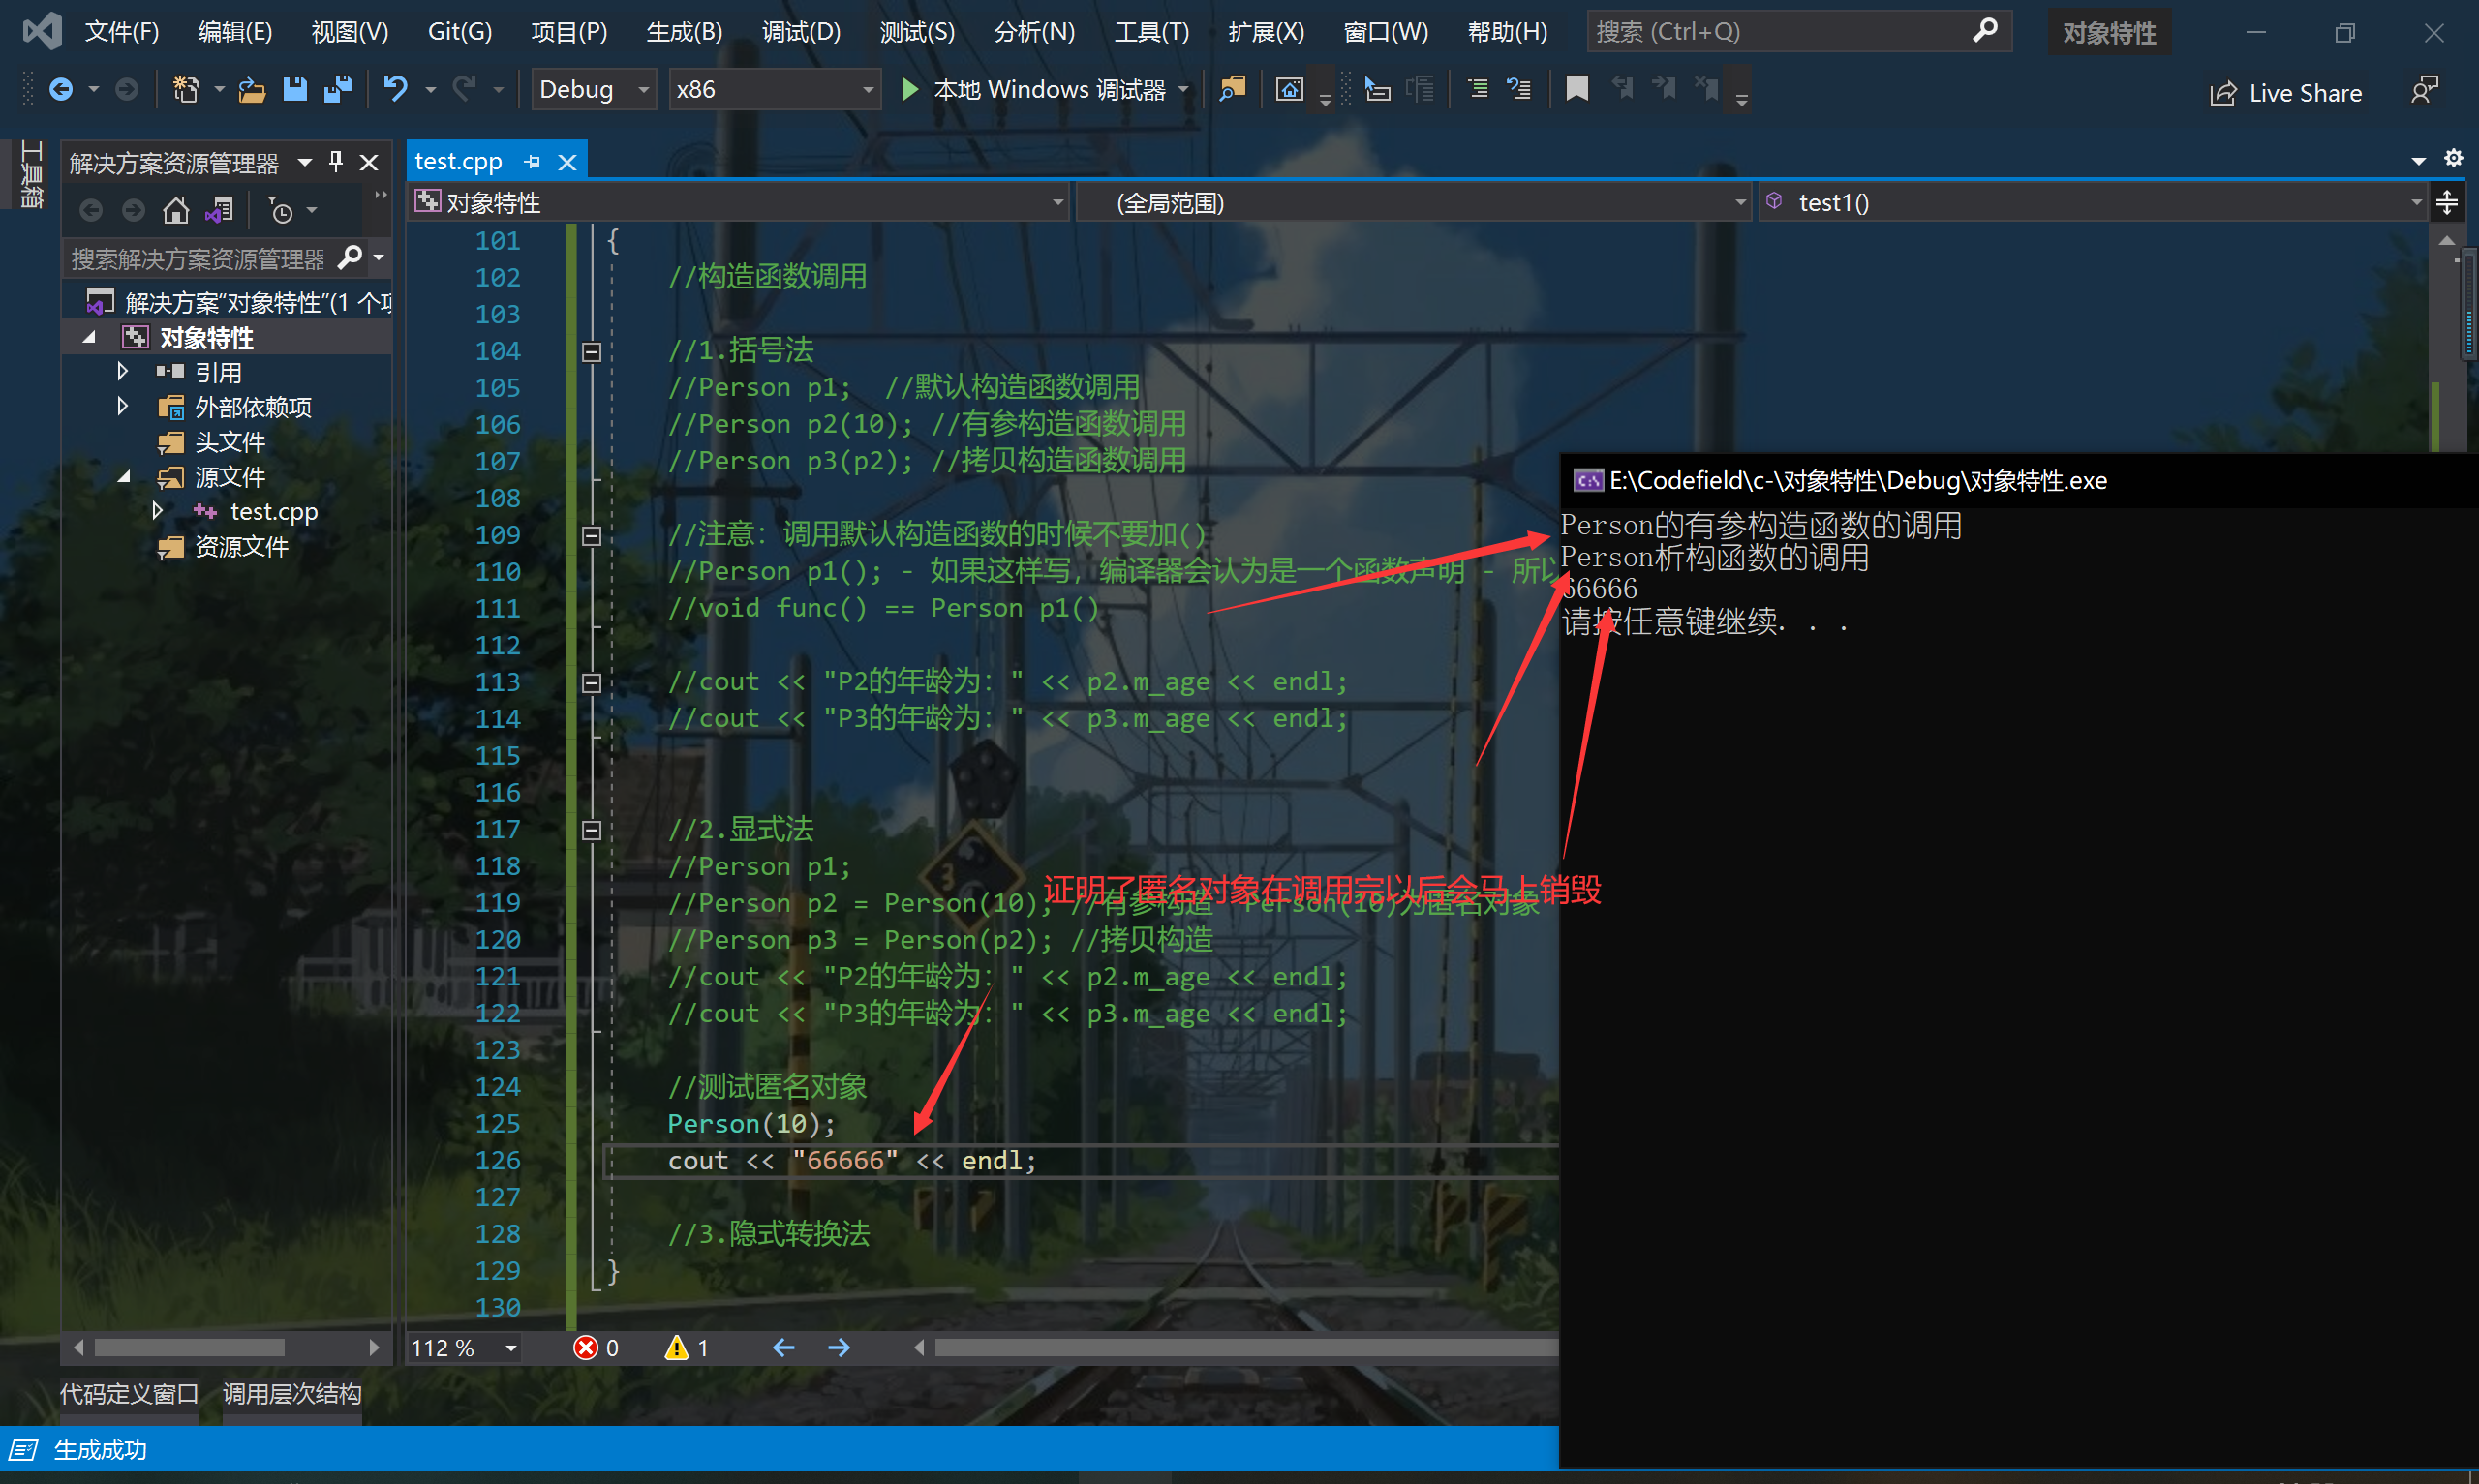 文件(F) 编辑(E) 视图(V) Git(G) 项目(P) 生成(B) 调试(D) 测试(S) 分析(N) 工具(T) 扩展(X) 窗口(W) 帮助(H) 搜索 (Ctrl+Q) 对象特性
Debug x86 本地 Windows 调试器 Live Share
工具箱
解决方案资源管理器
搜索解决方案资源管理器
解决方案"对象特性"(1 个
对象特性
引用
外部依赖项
头文件
源文件
test.cpp
资源文件
test.cpp
对象特性 (全局范围) test1()
101 {
102 //构造函数调用
103
104 //1.括号法
105 //Person p1;  //默认构造函数调用
106 //Person p2(10); //有参构造函数调用
107 //Person p3(p2); //拷贝构造函数调用
108
109 //注意：调用默认构造函数的时候不要加()
110 //Person p1(); - 如果这样写，编译器会认为是一个函数声明 - 所以
111 //void func() == Person p1()
112
113 //cout << "P2的年龄为：" << p2.m_age << endl;
114 //cout << "P3的年龄为：" << p3.m_age << endl;
115
116
117 //2.显式法
118 //Person p1;
119 //Person p2 = Person(10); //有参构造  Person(10)为匿名对象
120 //Person p3 = Person(p2); //拷贝构造
121 //cout << "P2的年龄为：" << p2.m_age << endl;
122 //cout << "P3的年龄为：" << p3.m_age << endl;
123
124 //测试匿名对象
125 Person(10);
126 cout << "66666" << endl;
127
128 //3.隐式转换法
129 }
130
证明了匿名对象在调用完以后会马上销毁
E:\Codefield\c-\对象特性\Debug\对象特性.exe
Person的有参构造函数的调用
Person析构函数的调用
66666
请按任意键继续. . .
112 % 0 1
代码定义窗口 调用层次结构
生成成功